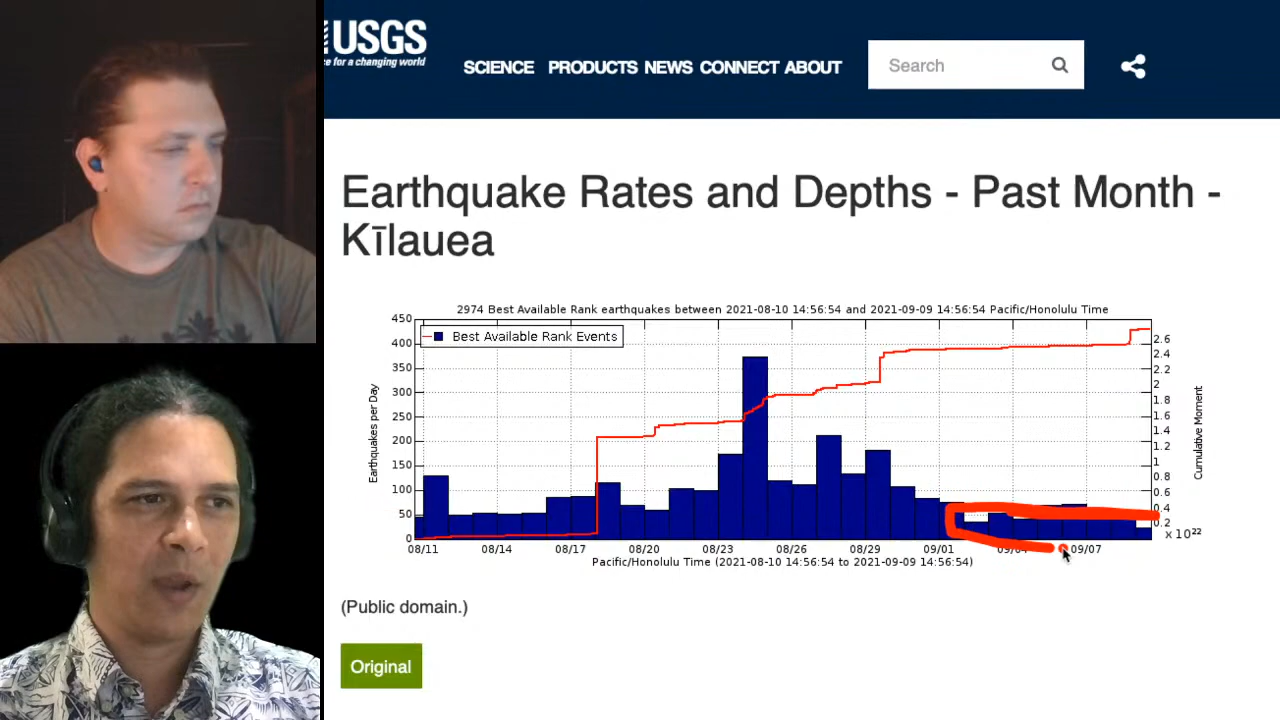 USGS
ce for a changing world
SCIENCE PRODUCTS NEWS CONNECT ABOUT
Search
Earthquake Rates and Depths - Past Month -
Kīlauea
2974 Best Available Rank earthquakes between 2021-08-10 14:56:54 and 2021-09-09 14:56:54 Pacific/Honolulu Time
Best Available Rank Events
Earthquakes per Day
450
400
350
300
250
200
150
100
50
0
2.6
2.4
2.2
2
1.8
1.6
1.4
1.2
1
0.8
0.6
0.4
0.2
x 10²²
Cumulative Moment
08/11 08/14 08/17 08/20 08/23 08/26 08/29 09/01 09/04 09/07
Pacific/Honolulu Time (2021-08-10 14:56:54 to 2021-09-09 14:56:54)
(Public domain.)
Original